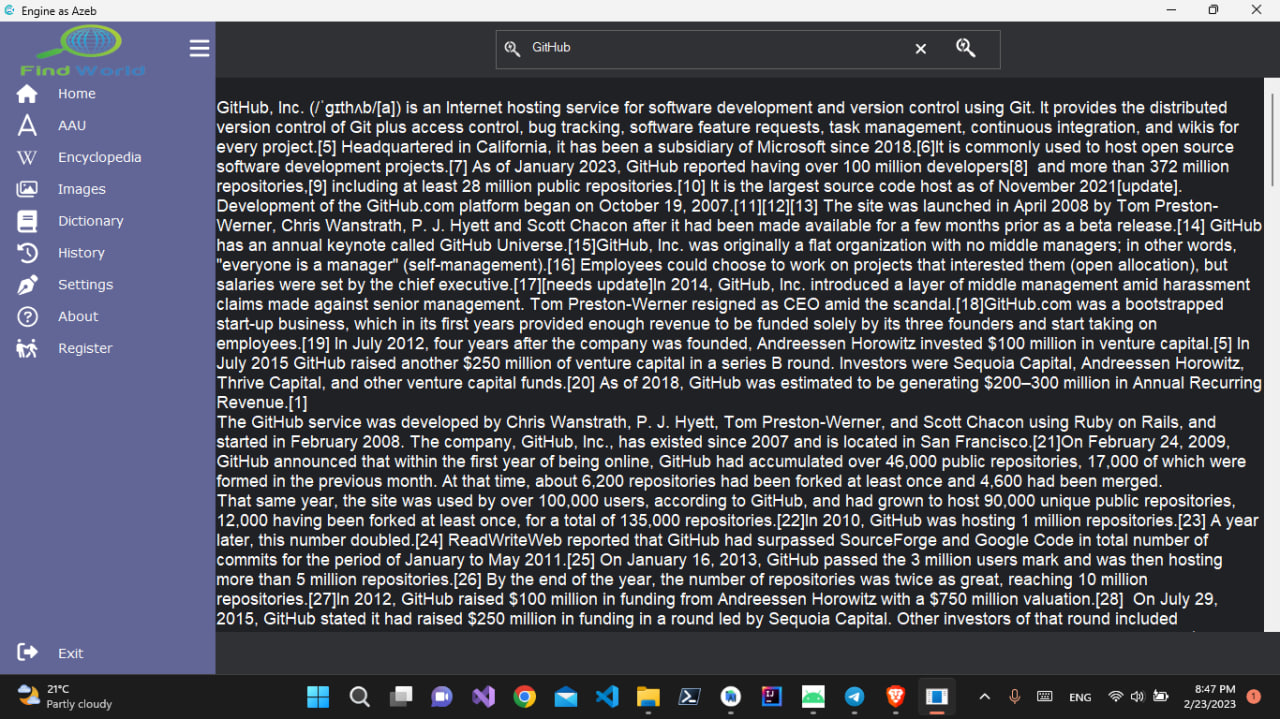 Engine as Azeb
Find World
GitHub
Home
AAU
Encyclopedia
Images
Dictionary
History
Settings
About
Register
Exit
GitHub, Inc. (/ˈɡɪthʌb/[a]) is an Internet hosting service for software development and version control using Git. It provides the distributed
version control of Git plus access control, bug tracking, software feature requests, task management, continuous integration, and wikis for
every project.[5] Headquartered in California, it has been a subsidiary of Microsoft since 2018.[6]It is commonly used to host open source
software development projects.[7] As of January 2023, GitHub reported having over 100 million developers[8]  and more than 372 million
repositories,[9] including at least 28 million public repositories.[10] It is the largest source code host as of November 2021[update].
Development of the GitHub.com platform began on October 19, 2007.[11][12][13] The site was launched in April 2008 by Tom Preston-
Werner, Chris Wanstrath, P. J. Hyett and Scott Chacon after it had been made available for a few months prior as a beta release.[14] GitHub
has an annual keynote called GitHub Universe.[15]GitHub, Inc. was originally a flat organization with no middle managers; in other words,
"everyone is a manager" (self-management).[16] Employees could choose to work on projects that interested them (open allocation), but
salaries were set by the chief executive.[17][needs update]In 2014, GitHub, Inc. introduced a layer of middle management amid harassment
claims made against senior management. Tom Preston-Werner resigned as CEO amid the scandal.[18]GitHub.com was a bootstrapped
start-up business, which in its first years provided enough revenue to be funded solely by its three founders and start taking on
employees.[19] In July 2012, four years after the company was founded, Andreessen Horowitz invested $100 million in venture capital.[5] In
July 2015 GitHub raised another $250 million of venture capital in a series B round. Investors were Sequoia Capital, Andreessen Horowitz,
Thrive Capital, and other venture capital funds.[20] As of 2018, GitHub was estimated to be generating $200–300 million in Annual Recurring
Revenue.[1]
The GitHub service was developed by Chris Wanstrath, P. J. Hyett, Tom Preston-Werner, and Scott Chacon using Ruby on Rails, and
started in February 2008. The company, GitHub, Inc., has existed since 2007 and is located in San Francisco.[21]On February 24, 2009,
GitHub announced that within the first year of being online, GitHub had accumulated over 46,000 public repositories, 17,000 of which were
formed in the previous month. At that time, about 6,200 repositories had been forked at least once and 4,600 had been merged.
That same year, the site was used by over 100,000 users, according to GitHub, and had grown to host 90,000 unique public repositories,
12,000 having been forked at least once, for a total of 135,000 repositories.[22]In 2010, GitHub was hosting 1 million repositories.[23] A year
later, this number doubled.[24] ReadWriteWeb reported that GitHub had surpassed SourceForge and Google Code in total number of
commits for the period of January to May 2011.[25] On January 16, 2013, GitHub passed the 3 million users mark and was then hosting
more than 5 million repositories.[26] By the end of the year, the number of repositories was twice as great, reaching 10 million
repositories.[27]In 2012, GitHub raised $100 million in funding from Andreessen Horowitz with a $750 million valuation.[28]  On July 29,
2015, GitHub stated it had raised $250 million in funding in a round led by Sequoia Capital. Other investors of that round included
21°C
Partly cloudy
ENG
8:47 PM
2/23/2023
1